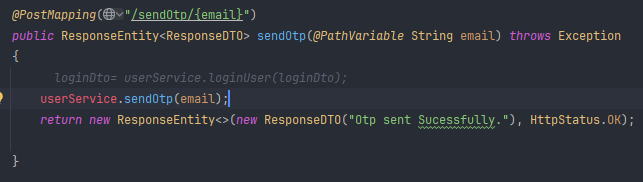 @PostMapping("/sendOtp/{email}")
public ResponseEntity<ResponseDTO> sendOtp(@PathVariable String email) throws Exception
{
loginDto= userService.loginUser(loginDto);
userService.sendOtp(email);
return new ResponseEntity<>(new ResponseDTO("Otp sent Sucessfully."), HttpStatus.OK);
}